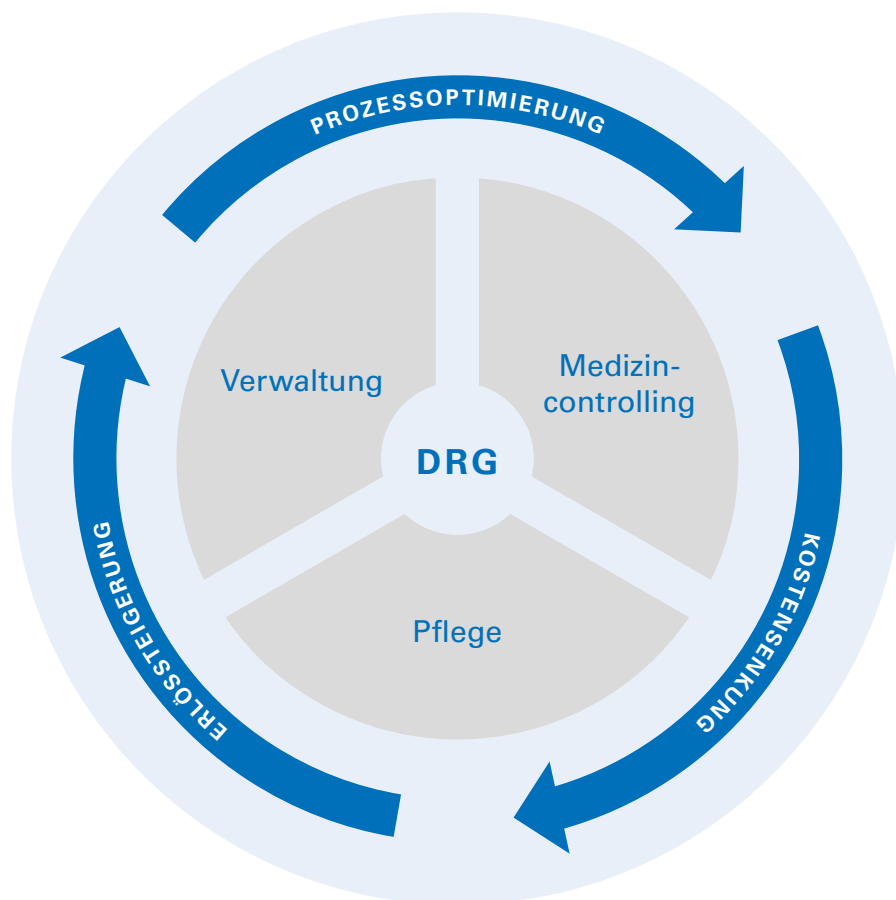 PROZESSOPTIMIERUNG
Verwaltung
Medizin-
controlling
DRG
Pflege
KOSTENSENKUNG
ERLÖSSTEIGERUNG